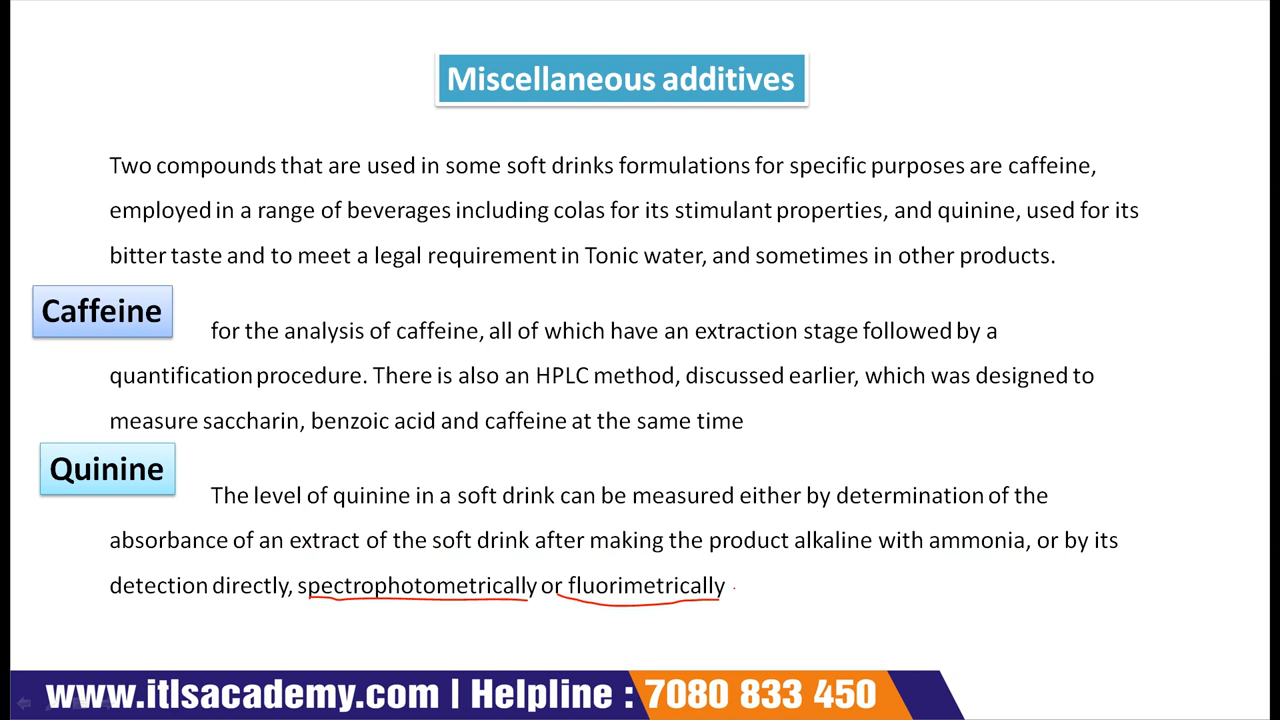 Miscellaneous additives
Two compounds that are used in some soft drinks formulations for specific purposes are caffeine,
employed in a range of beverages including colas for its stimulant properties, and quinine, used for its
bitter taste and to meet a legal requirement in Tonic water, and sometimes in other products.
Caffeine
for the analysis of caffeine, all of which have an extraction stage followed by a
quantification procedure. There is also an HPLC method, discussed earlier, which was designed to
measure saccharin, benzoic acid and caffeine at the same time
Quinine
The level of quinine in a soft drink can be measured either by determination of the
absorbance of an extract of the soft drink after making the product alkaline with ammonia, or by its
detection directly, spectrophotometrically or fluorimetrically
www.itlsacademy.com | Helpline : 7080 833 450